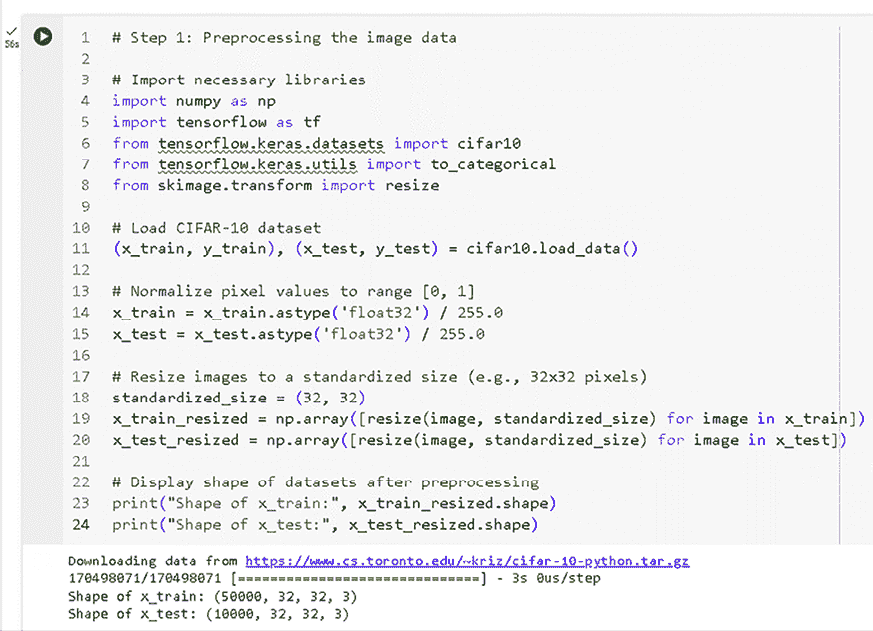 56s
1 # Step 1: Preprocessing the image data
2
3 # Import necessary libraries
4 import numpy as np
5 import tensorflow as tf
6 from tensorflow.keras.datasets import cifar10
7 from tensorflow.keras.utils import to_categorical
8 from skimage.transform import resize
9
10 # Load CIFAR-10 dataset
11 (x_train, y_train), (x_test, y_test) = cifar10.load_data()
12
13 # Normalize pixel values to range [0, 1]
14 x_train = x_train.astype('float32') / 255.0
15 x_test = x_test.astype('float32') / 255.0
16
17 # Resize images to a standardized size (e.g., 32x32 pixels)
18 standardized_size = (32, 32)
19 x_train_resized = np.array([resize(image, standardized_size) for image in x_train])
20 x_test_resized = np.array([resize(image, standardized_size) for image in x_test])
21
22 # Display shape of datasets after preprocessing
23 print("Shape of x_train:", x_train_resized.shape)
24 print("Shape of x_test:", x_test_resized.shape)
Downloading data from https://www.cs.toronto.edu/~kriz/cifar-10-python.tar.gz
170498071/170498071 [==============================] - 3s 0us/step
Shape of x_train: (50000, 32, 32, 3)
Shape of x_test: (10000, 32, 32, 3)